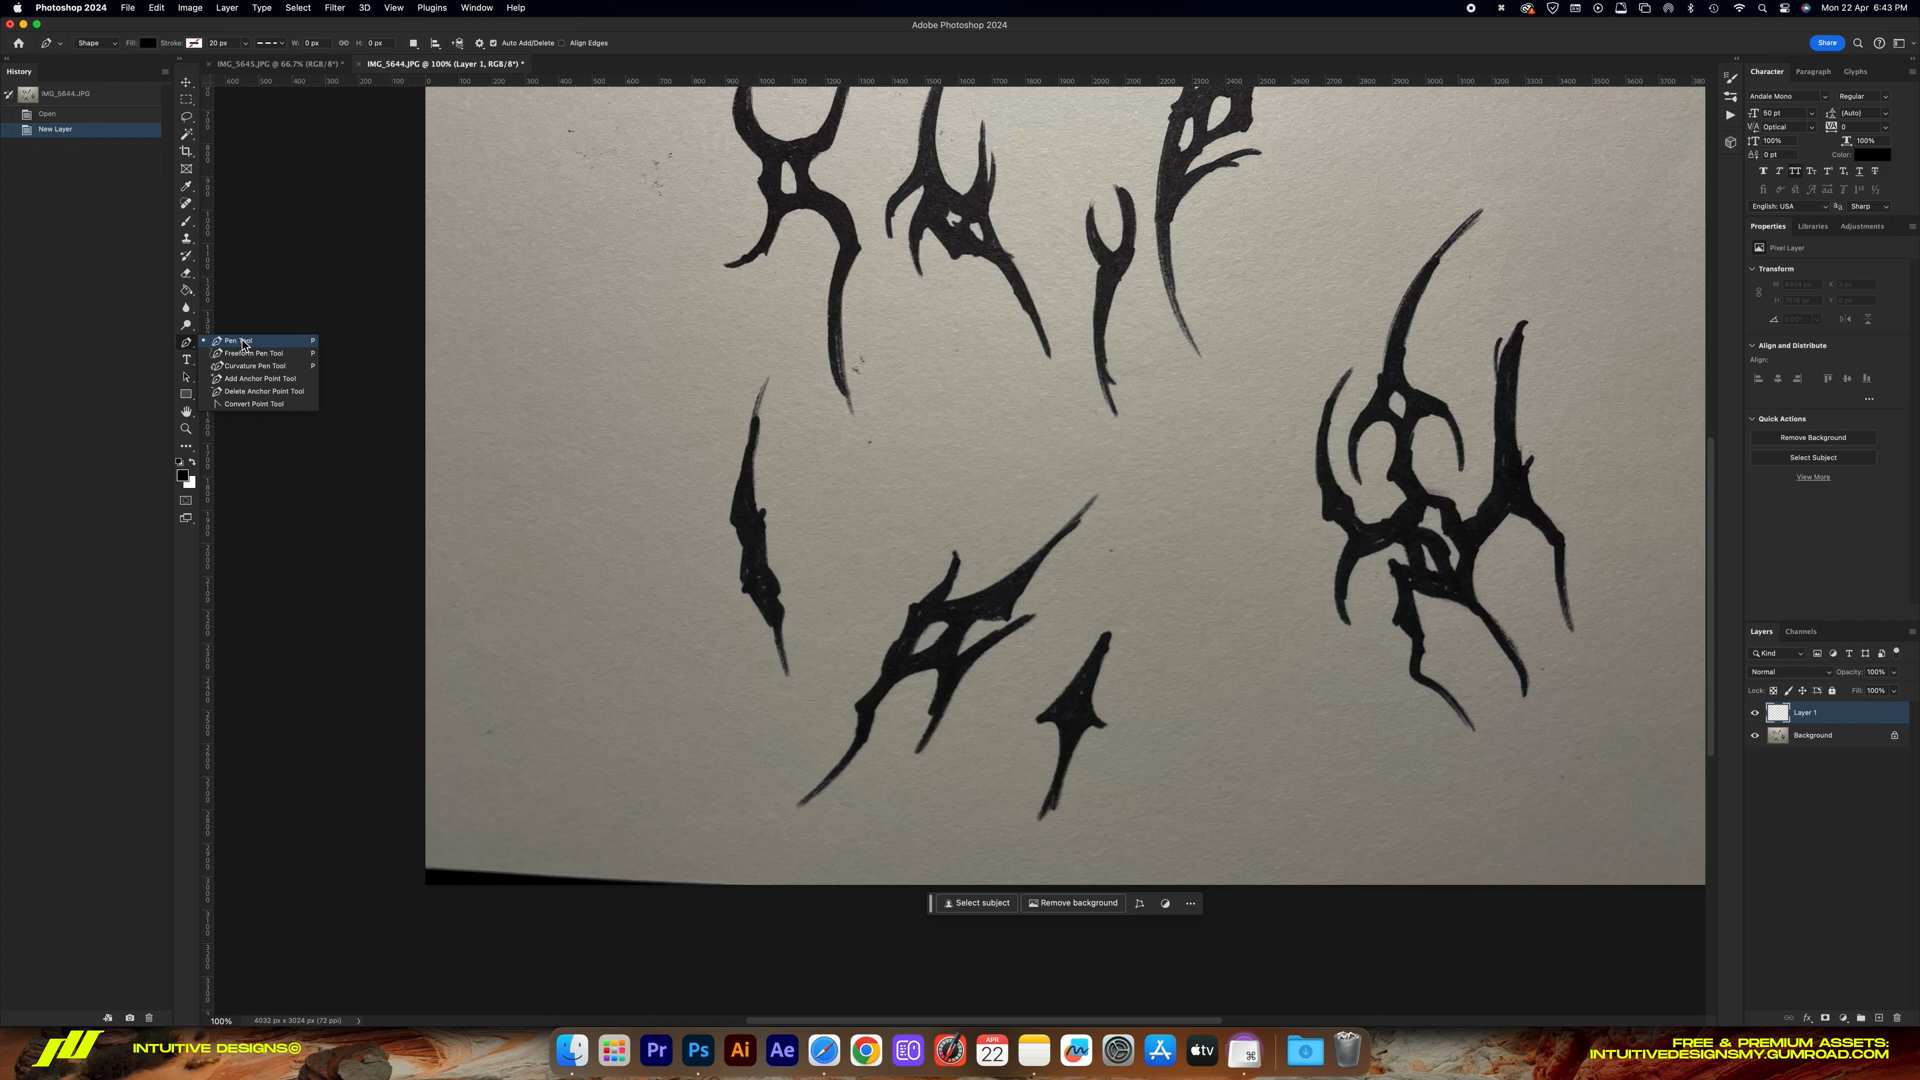 Photoshop 2024 File Edit Image Layer Type Select Filter 3D View Plugins Window Help
Mon 22 Apr 6:43 PM
Adobe Photoshop 2024
Shape Fill: Stroke: 20 px W: 0 px H: 0 px Auto Add/Delete Align Edges
Share
History
IMG_5644.JPG
Open
New Layer
IMG_5645.JPG @ 66.7% (RGB/8*) *
IMG_5644.JPG @ 100% (Layer 1, RGB/8*) *
Pen Tool P
Freeform Pen Tool P
Curvature Pen Tool P
Add Anchor Point Tool
Delete Anchor Point Tool
Convert Point Tool
Select subject
Remove background
100% 4032 px x 3024 px (72 ppi)
Character Paragraph Glyphs
Andale Mono Regular
50 pt (Auto)
Optical 0
100% 100%
0 pt Color:
English: USA Sharp
Properties Libraries Adjustments
Pixel Layer
Transform
Align and Distribute
Align:
Quick Actions
Remove Background
Select Subject
View More
Layers Channels
Kind
Normal Opacity: 100%
Lock: Fill: 100%
Layer 1
Background
INTUITIVE DESIGNS©
Pr Ps Ai Ae
APR
22
tv
FREE & PREMIUM ASSETS:
INTUITIVEDESIGNSMY.GUMROAD.COM